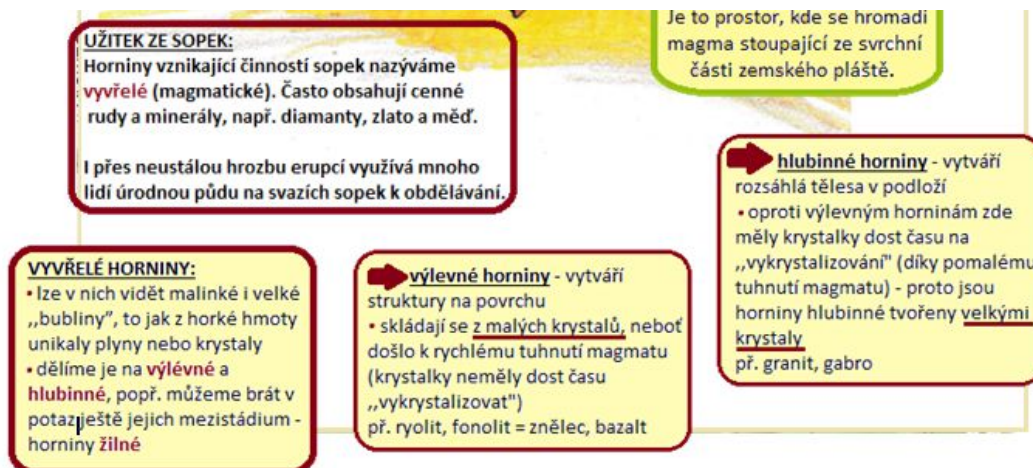 Je to prostor, kde se hromadí
magma stoupající ze svrchní
části zemského pláště.
UŽITEK ZE SOPEK:
Horniny vznikající činností sopek nazýváme
vyvřelé (magmatické). Často obsahují cenné
rudy a minerály, např. diamanty, zlato a měď.
I přes neustálou hrozbu erupcí využívá mnoho
lidí úrodnou půdu na svazích sopek k obdělávání.
VYVŘELÉ HORNINY:
• lze v nich vidět malinké i velké
,,bubliny", to jak z horké hmoty
unikaly plyny nebo krystaly
• dělíme je na výlévné a
hlubinné, popř. můžeme brát v
potaz ještě jejich mezistádium -
horniny žilné
výlevné horniny - vytváří
struktury na povrchu
• skládají se z malých krystalů, neboť
došlo k rychlému tuhnutí magmatu
(krystalky neměly dost času
,,vykrystalizovat")
př. ryolit, fonolit = znělec, bazalt
hlubinné horniny - vytváří
rozsáhlá tělesa v podloží
• oproti výlevným horninám zde
měly krystalky dost času na
,,vykrystalizování" (díky pomalému
tuhnutí magmatu) - proto jsou
horniny hlubinné tvořeny velkými
krystaly
př. granit, gabro